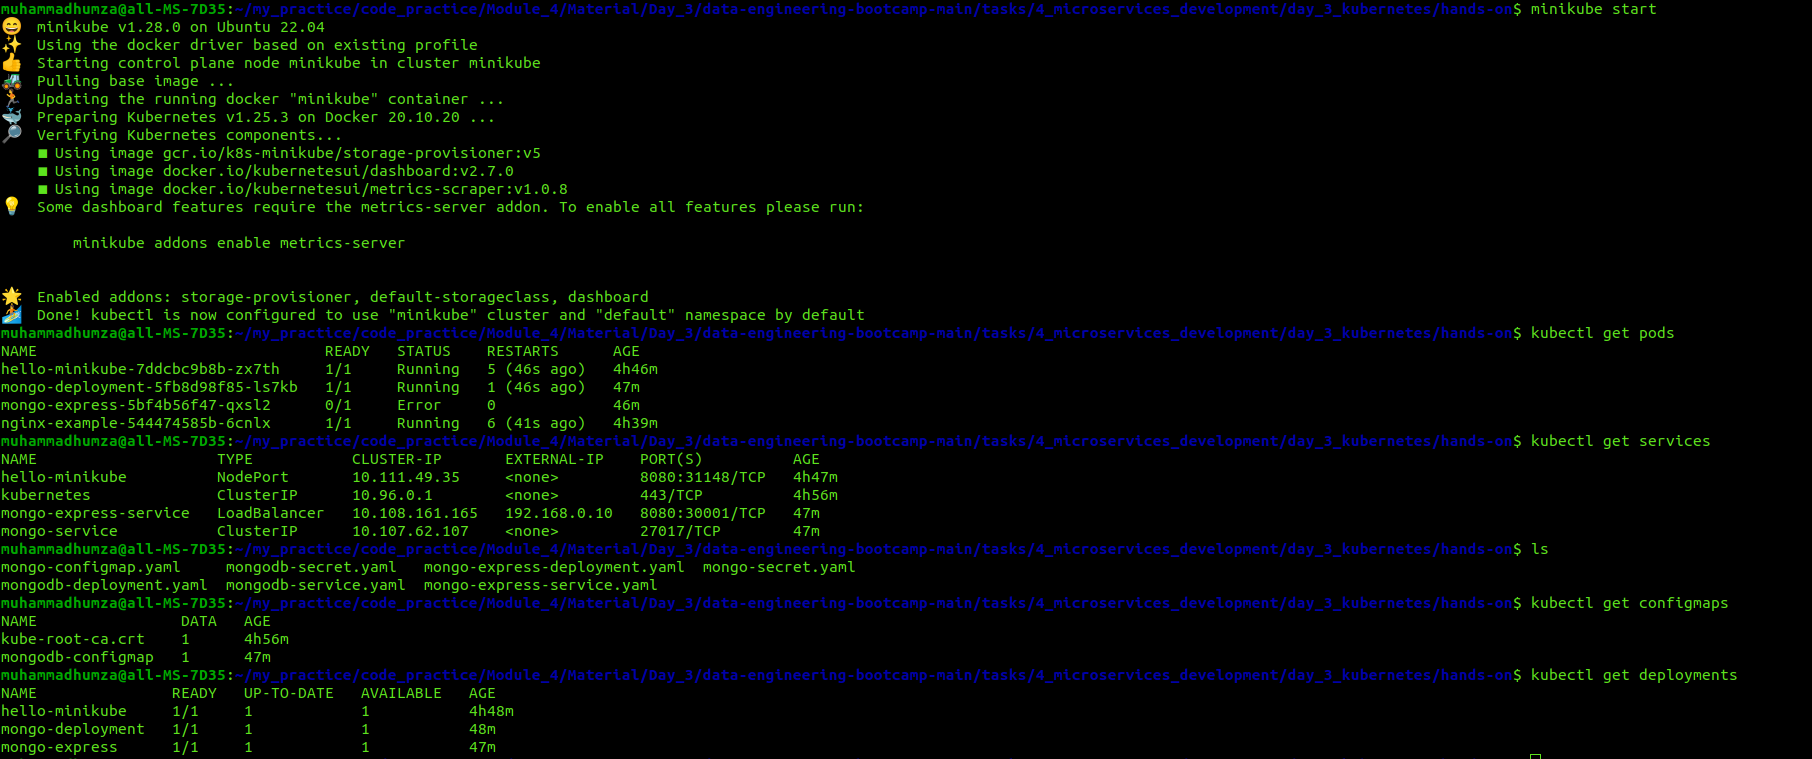 muhammadhumza@all-MS-7D35:~/my_practice/code_practice/Module_4/Material/Day_3/data-engineering-bootcamp-main/tasks/4_microservices_development/day_3_kubernetes/hands-on$ minikube start
😄 minikube v1.28.0 on Ubuntu 22.04
✨ Using the docker driver based on existing profile
👍 Starting control plane node minikube in cluster minikube
🚜 Pulling base image ...
🏃 Updating the running docker "minikube" container ...
🐳 Preparing Kubernetes v1.25.3 on Docker 20.10.20 ...
🔎 Verifying Kubernetes components...
■ Using image gcr.io/k8s-minikube/storage-provisioner:v5
■ Using image docker.io/kubernetesui/dashboard:v2.7.0
■ Using image docker.io/kubernetesui/metrics-scraper:v1.0.8
💡 Some dashboard features require the metrics-server addon. To enable all features please run:
minikube addons enable metrics-server
🌟 Enabled addons: storage-provisioner, default-storageclass, dashboard
🏄 Done! kubectl is now configured to use "minikube" cluster and "default" namespace by default
muhammadhumza@all-MS-7D35:~/my_practice/code_practice/Module_4/Material/Day_3/data-engineering-bootcamp-main/tasks/4_microservices_development/day_3_kubernetes/hands-on$ kubectl get pods
NAME READY STATUS RESTARTS AGE
hello-minikube-7ddcbc9b8b-zx7th 1/1 Running 5 (46s ago) 4h46m
mongo-deployment-5fb8d98f85-ls7kb 1/1 Running 1 (46s ago) 47m
mongo-express-5bf4b56f47-qxsl2 0/1 Error 0 46m
nginx-example-544474585b-6cnlx 1/1 Running 6 (41s ago) 4h39m
muhammadhumza@all-MS-7D35:~/my_practice/code_practice/Module_4/Material/Day_3/data-engineering-bootcamp-main/tasks/4_microservices_development/day_3_kubernetes/hands-on$ kubectl get services
NAME TYPE CLUSTER-IP EXTERNAL-IP PORT(S) AGE
hello-minikube NodePort 10.111.49.35 <none> 8080:31148/TCP 4h47m
kubernetes ClusterIP 10.96.0.1 <none> 443/TCP 4h56m
mongo-express-service LoadBalancer 10.108.161.165 192.168.0.10 8080:30001/TCP 47m
mongo-service ClusterIP 10.107.62.107 <none> 27017/TCP 47m
muhammadhumza@all-MS-7D35:~/my_practice/code_practice/Module_4/Material/Day_3/data-engineering-bootcamp-main/tasks/4_microservices_development/day_3_kubernetes/hands-on$ ls
mongo-configmap.yaml mongodb-secret.yaml mongo-express-deployment.yaml mongo-secret.yaml
mongodb-deployment.yaml mongodb-service.yaml mongo-express-service.yaml
muhammadhumza@all-MS-7D35:~/my_practice/code_practice/Module_4/Material/Day_3/data-engineering-bootcamp-main/tasks/4_microservices_development/day_3_kubernetes/hands-on$ kubectl get configmaps
NAME DATA AGE
kube-root-ca.crt 1 4h56m
mongodb-configmap 1 47m
muhammadhumza@all-MS-7D35:~/my_practice/code_practice/Module_4/Material/Day_3/data-engineering-bootcamp-main/tasks/4_microservices_development/day_3_kubernetes/hands-on$ kubectl get deployments
NAME READY UP-TO-DATE AVAILABLE AGE
hello-minikube 1/1 1 1 4h48m
mongo-deployment 1/1 1 1 48m
mongo-express 1/1 1 1 47m